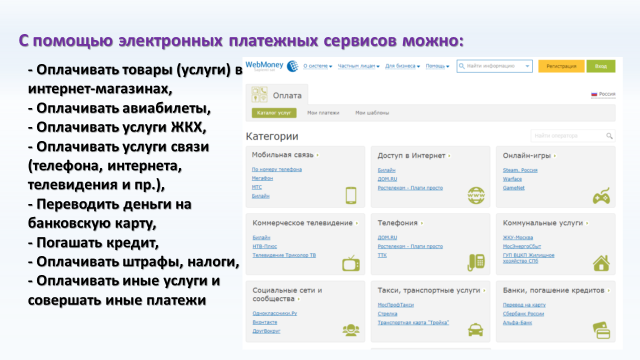 С помощью электронных платежных сервисов можно:
- Оплачивать товары (услуги) в
интернет-магазинах,
- Оплачивать авиабилеты,
- Оплачивать услуги ЖКХ,
- Оплачивать услуги связи
(телефона, интернета,
телевидения и пр.),
- Переводить деньги на
банковскую карту,
- Погашать кредит,
- Оплачивать штрафы, налоги,
- Оплачивать иные услуги и
совершать иные платежи
WebMoney
О системе
Частным лицам
Для бизнеса
Помощь
Найти информацию
Регистрация
Вход
Оплата
Россия
Каталог услуг
Мои платежи
Мои шаблоны
Категории
Найти оператора
Мобильная связь
По номеру телефона
Мегафон
МТС
Билайн
Доступ в Интернет
Билайн
ДОМ.RU
Ростелеком – Плати просто
Онлайн-игры
Steam. Россия
Warface
GameNet
Коммерческое телевидение
Билайн
НТВ-Плюс
Телевидение Триколор ТВ
Телефония
ДОМ.RU
Ростелеком – Плати просто
ТТК
Коммунальные услуги
ЖКУ-Москва
МосЭнергоСбыт
ГУП ВЦКП Жилищное
хозяйство СПб
Социальные сети и
сообщества
Одноклассники.Ру
Вконтакте
ДругВокруг
Такси, транспортные услуги
МосПрофТакси
Стрелка
Транспортная карта "Тройка"
Банки, погашение кредитов
Перевод на карту
Сбербанк России
Альфа-Банк